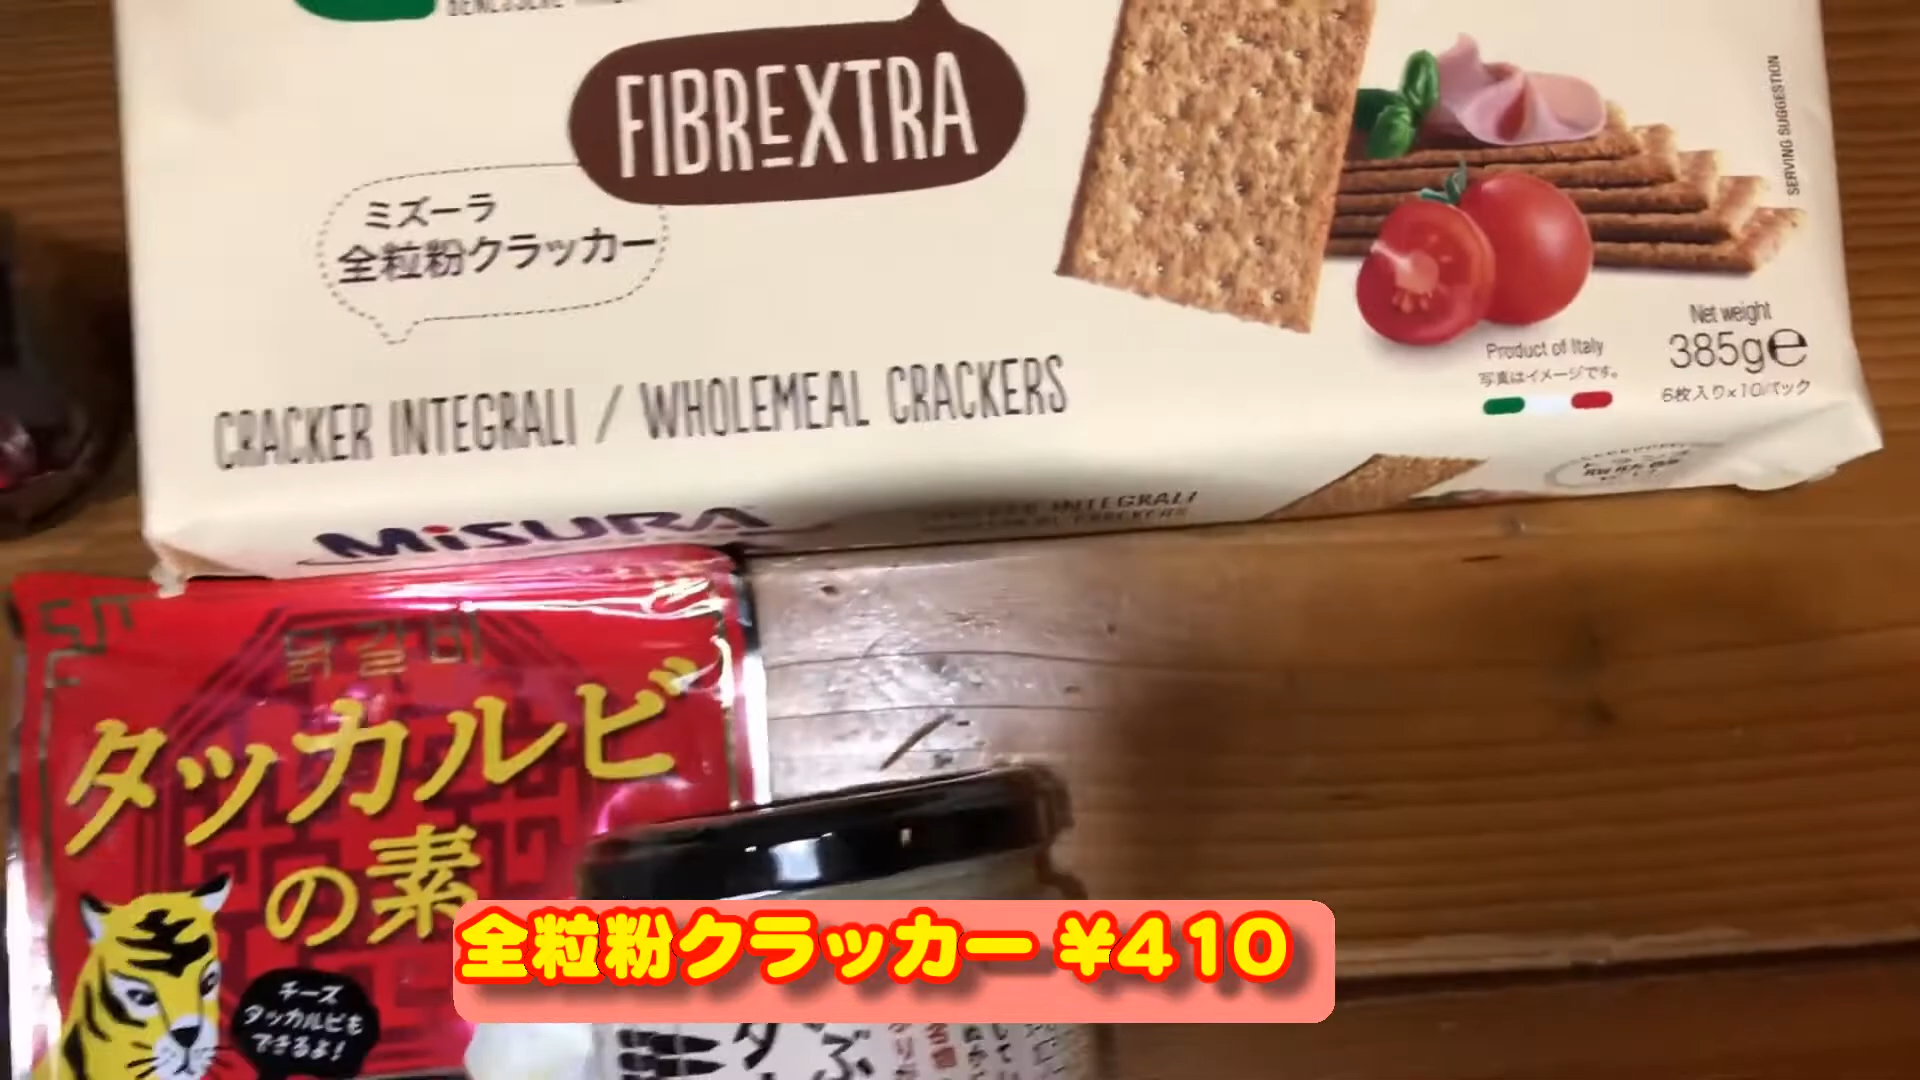 FIBREXTRA
ミズーラ
全粒粉クラッカー
SERVING SUGGESTION
Net weight
385g℮
6枚入り×10パック
Product of Italy
写真はイメージです。
CRACKER INTEGRALI / WHOLEMEAL CRACKERS
MiSURA
CRACKER INTEGRALI
닭갈비
タッカルビ
の素
チーズ
タッカルビも
できるよ!
全粒粉クラッカー ¥410